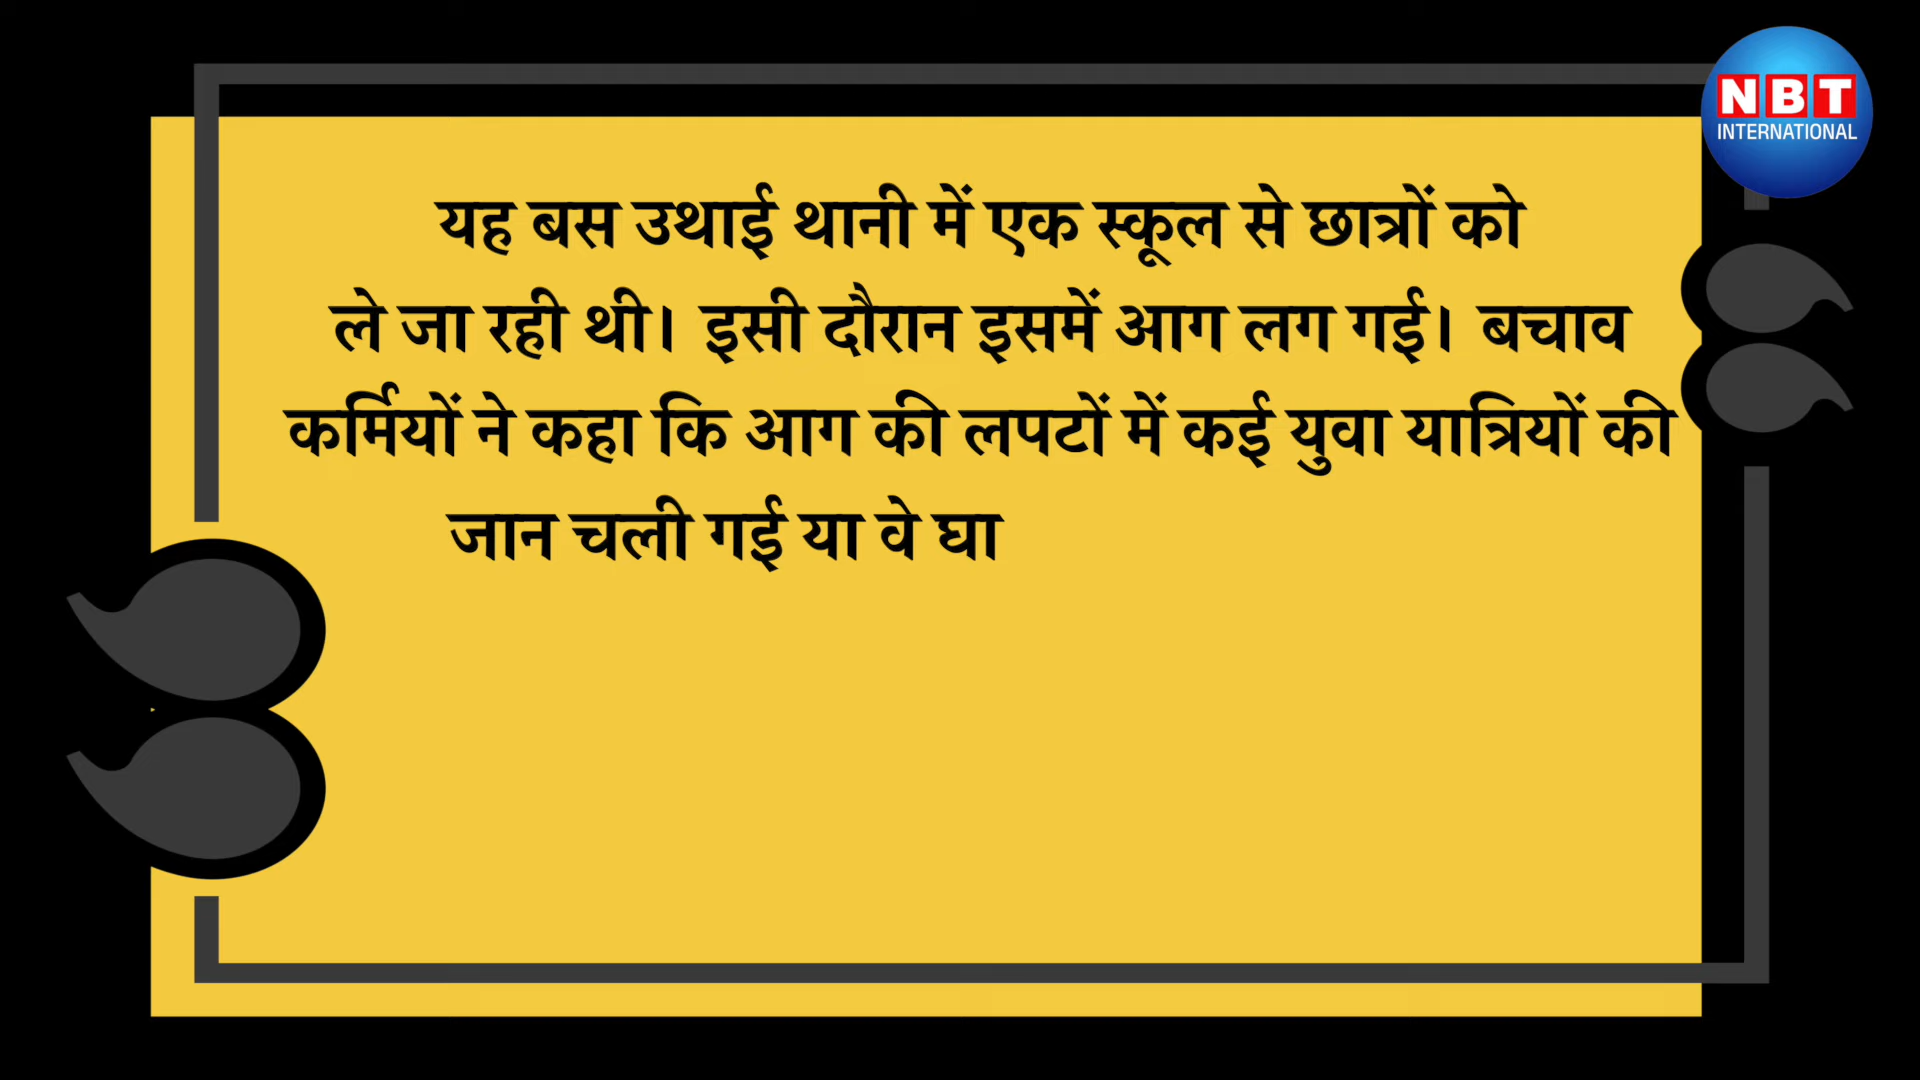 NBT
INTERNATIONAL
यह बस उथाई थानी में एक स्कूल से छात्रों को
ले जा रही थी। इसी दौरान इसमें आग लग गई। बचाव
कर्मियों ने कहा कि आग की लपटों में कई युवा यात्रियों की
जान चली गई या वे घा